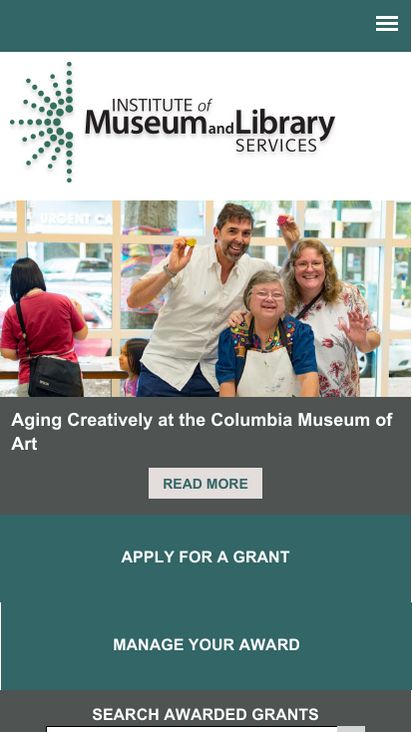 INSTITUTE of
Museum and Library
SERVICES
URGENT CA
Aging Creatively at the Columbia Museum of
Art
READ MORE
APPLY FOR A GRANT
MANAGE YOUR AWARD
SEARCH AWARDED GRANTS